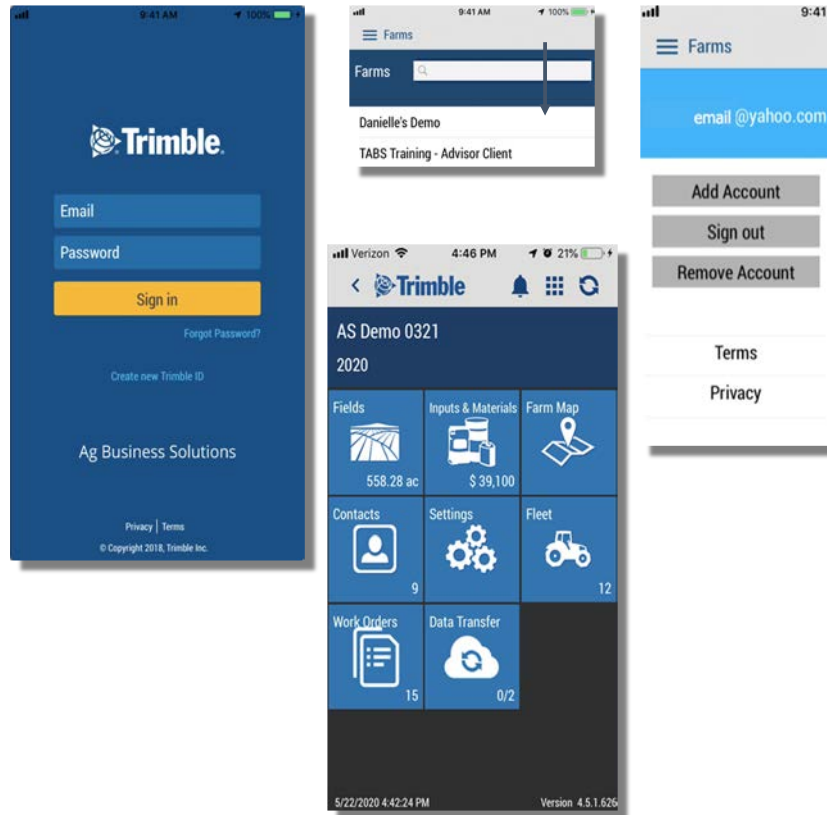 9:41 AM 100%
Trimble.
Email
Password
Sign in
Forgot Password?
Create new Trimble ID
Ag Business Solutions
Privacy | Terms
© Copyright 2018, Trimble Inc.
9:41 AM 100%
Farms
Farms
Danielle's Demo
TABS Training - Advisor Client
Verizon 4:46 PM 21%
Trimble
AS Demo 0321
2020
Fields Inputs & Materials Farm Map
558.28 ac $ 39,100
Contacts Settings Fleet
9 12
Work Orders Data Transfer
15 0/2
5/22/2020 4:42:24 PM Version 4.5.1.626
9:41
Farms
email @yahoo.com
Add Account
Sign out
Remove Account
Terms
Privacy